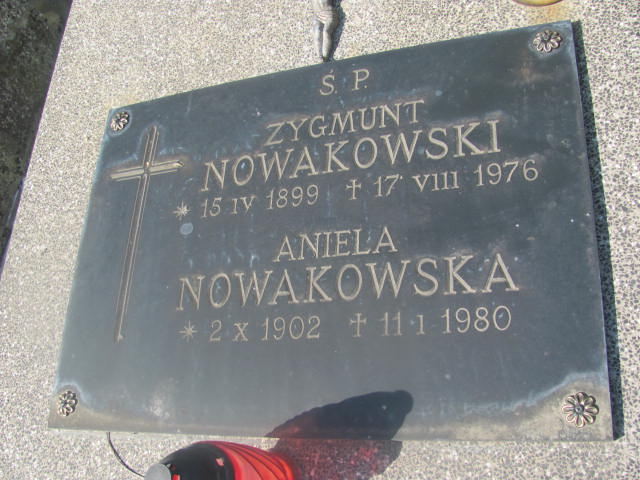 Ś. P.
ZYGMUNT
NOWAKOWSKI
* 15 IV 1899 † 17 VIII 1976
ANIELA
NOWAKOWSKA
* 2 X 1902 † 11 I 1980